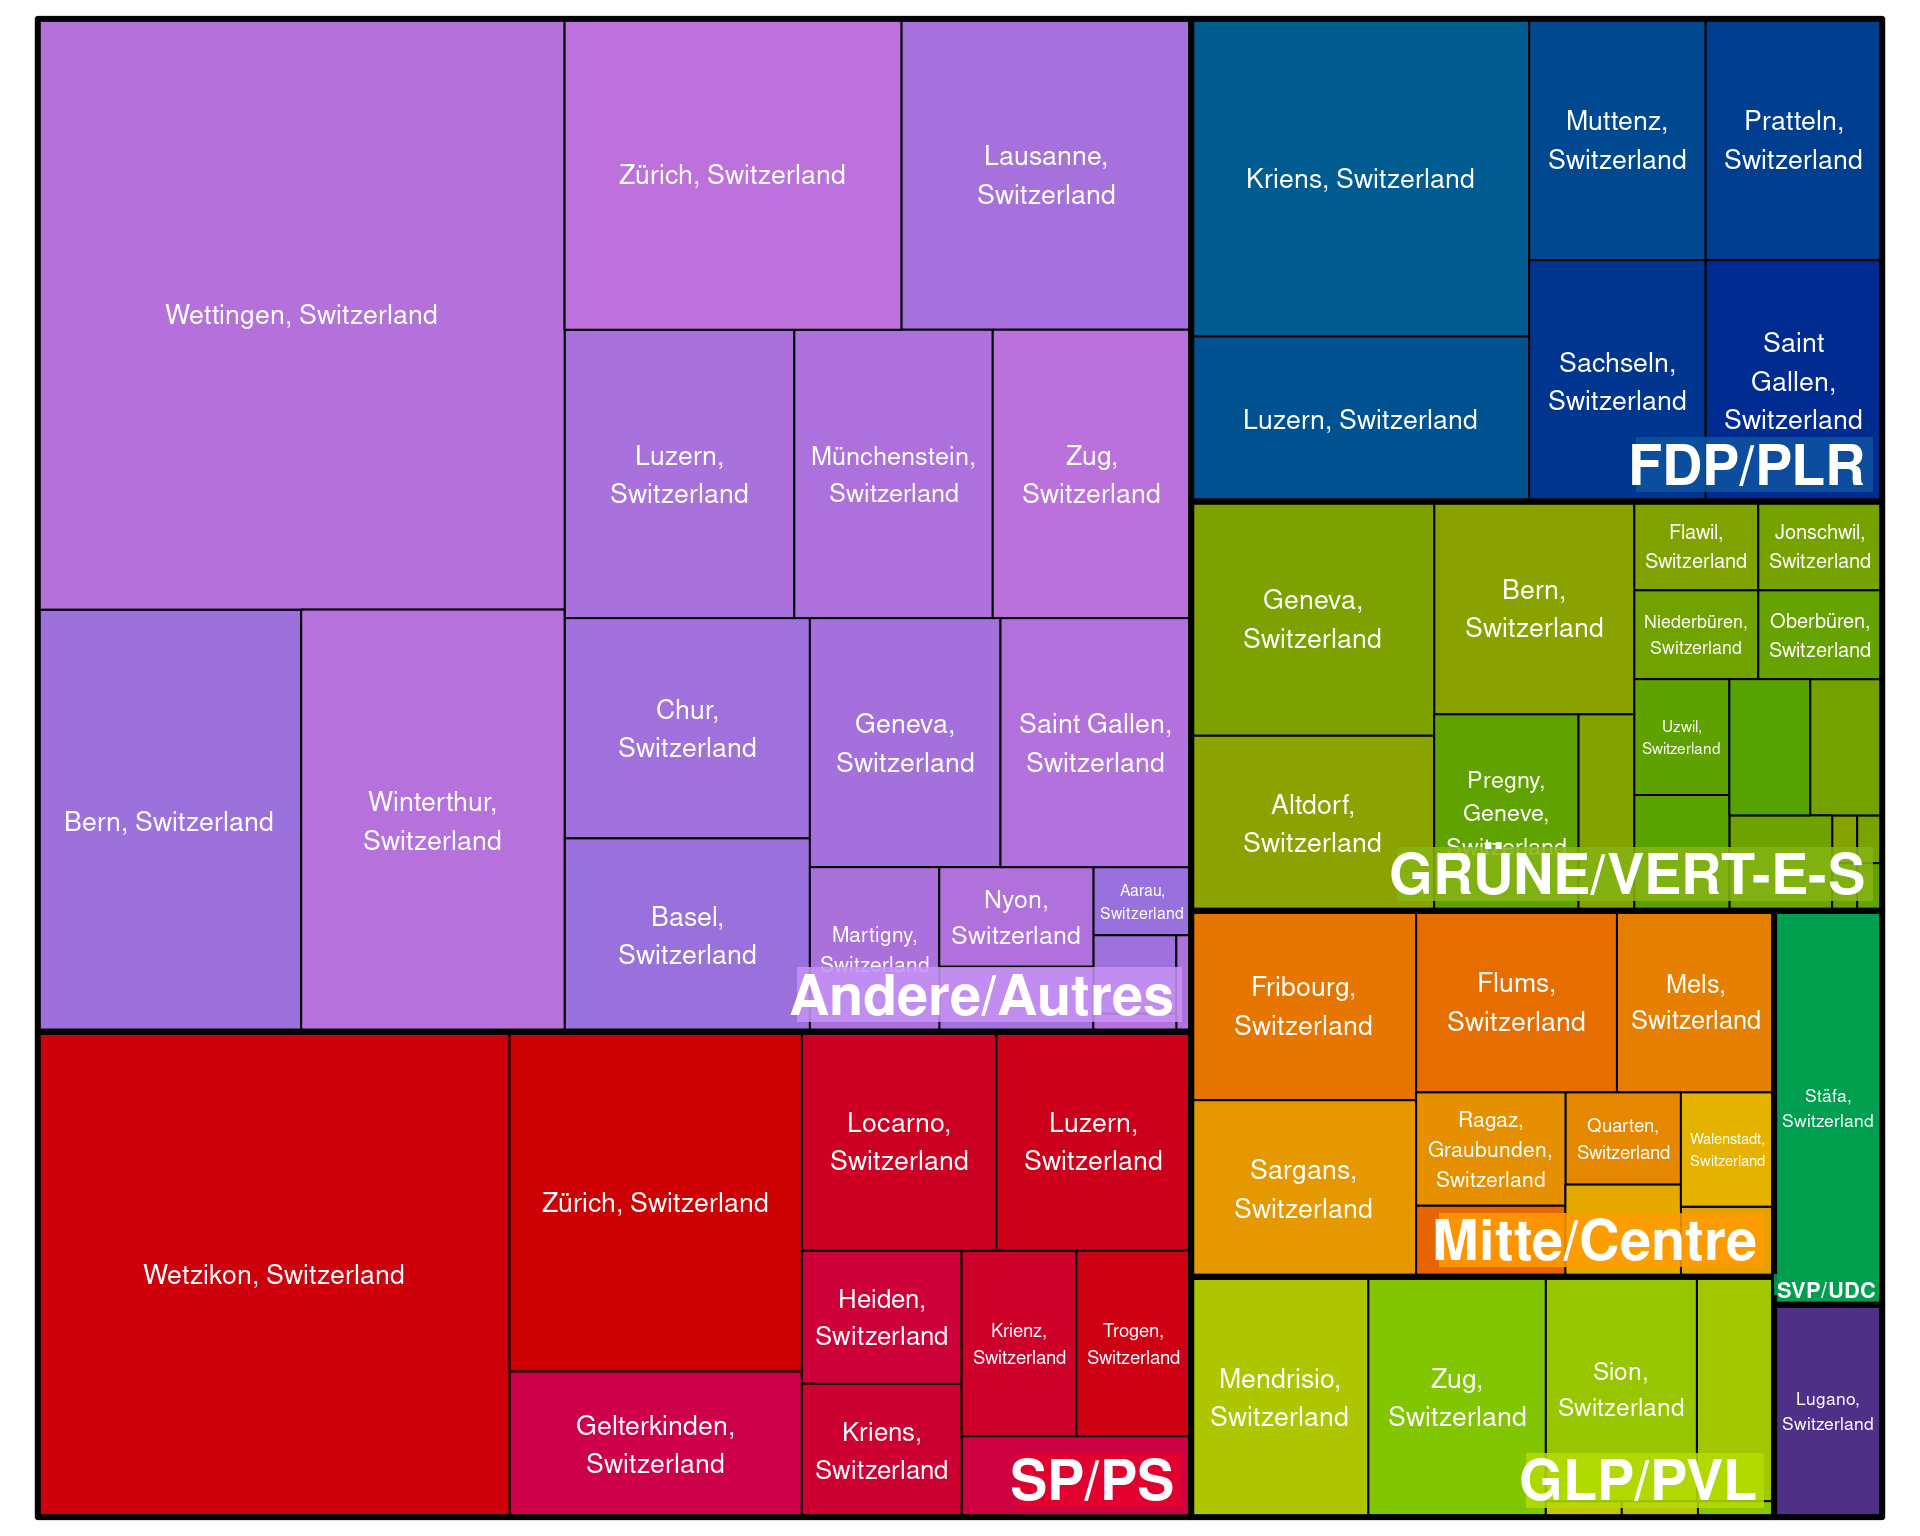 Wettingen, Switzerland
Zürich, Switzerland
Lausanne,
Switzerland
Luzern,
Switzerland
Münchenstein,
Switzerland
Zug,
Switzerland
Bern, Switzerland
Winterthur,
Switzerland
Chur,
Switzerland
Geneva,
Switzerland
Saint Gallen,
Switzerland
Basel,
Switzerland
Martigny,
Switzerland
Nyon,
Switzerland
Aarau,
Switzerland
Andere/Autres
Wetzikon, Switzerland
Zürich, Switzerland
Gelterkinden,
Switzerland
Locarno,
Switzerland
Luzern,
Switzerland
Heiden,
Switzerland
Krienz,
Switzerland
Trogen,
Switzerland
Kriens,
Switzerland
SP/PS
Kriens, Switzerland
Luzern, Switzerland
Muttenz,
Switzerland
Pratteln,
Switzerland
Sachseln,
Switzerland
Saint
Gallen,
Switzerland
FDP/PLR
Geneva,
Switzerland
Altdorf,
Switzerland
Bern,
Switzerland
Pregny,
Geneve,
Switzerland
Flawil,
Switzerland
Jonschwil,
Switzerland
Niederbüren,
Switzerland
Oberbüren,
Switzerland
Uzwil,
Switzerland
GRÜNE/VERT-E-S
Fribourg,
Switzerland
Sargans,
Switzerland
Flums,
Switzerland
Mels,
Switzerland
Ragaz,
Graubunden,
Switzerland
Quarten,
Switzerland
Walenstadt,
Switzerland
Mitte/Centre
Stäfa,
Switzerland
SVP/UDC
Mendrisio,
Switzerland
Zug,
Switzerland
Sion,
Switzerland
GLP/PVL
Lugano,
Switzerland